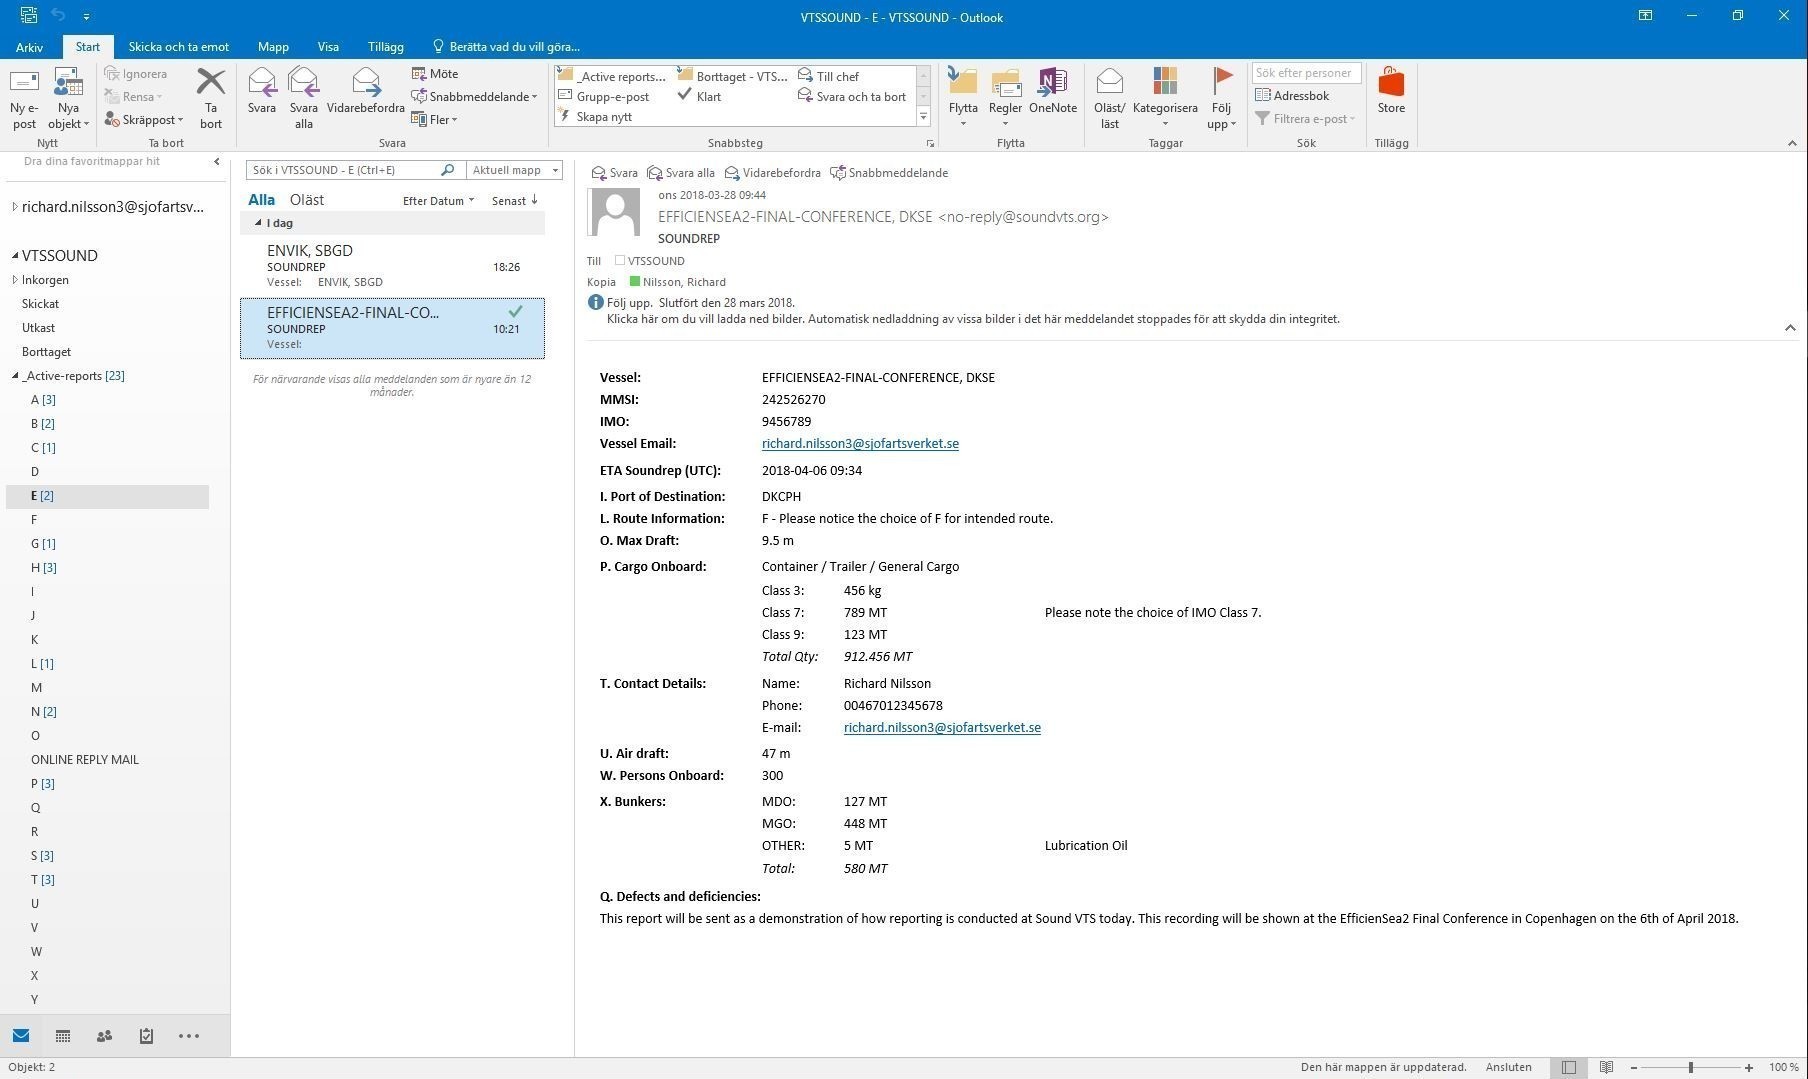 VTSSOUND - E - VTSSOUND - Outlook
Arkiv Start Skicka och ta emot Mapp Visa Tillägg Berätta vad du vill göra...
Ny e-post Nya objekt Ignorera Rensa Skräppost Ta bort Svara Svara alla Vidarebefordra Möte Snabbmeddelande Fler
_Active reports... Borttaget - VTS... Till chef
Grupp-e-post Klart Svara och ta bort
Skapa nytt
Flytta Regler OneNote Oläst/läst Kategorisera Följ upp
Sök efter personer
Adressbok
Filtrera e-post
Store
Nytt Ta bort Svara Snabbsteg Flytta Taggar Sök Tillägg
Dra dina favoritmappar hit
richard.nilsson3@sjofartsv...
VTSSOUND
Inkorgen
Skickat
Utkast
Borttaget
_Active-reports [23]
A [3]
B [2]
C [1]
D
E [2]
F
G [1]
H [3]
I
J
K
L [1]
M
N [2]
O
ONLINE REPLY MAIL
P [3]
Q
R
S [3]
T [3]
U
V
W
X
Y
Sök i VTSSOUND - E (Ctrl+E) Aktuell mapp
Alla Oläst Efter Datum Senast
I dag
ENVIK, SBGD
SOUNDREP 18:26
Vessel: ENVIK, SBGD
EFFICIENSEA2-FINAL-CO...
SOUNDREP 10:21
Vessel:
För närvarande visas alla meddelanden som är nyare än 12
månader.
Svara Svara alla Vidarebefordra Snabbmeddelande
ons 2018-03-28 09:44
EFFICIENSEA2-FINAL-CONFERENCE, DKSE <no-reply@soundvts.org>
SOUNDREP
Till VTSSOUND
Kopia Nilsson, Richard
Följ upp. Slutfört den 28 mars 2018.
Klicka här om du vill ladda ned bilder. Automatisk nedladdning av vissa bilder i det här meddelandet stoppades för att skydda din integritet.
Vessel: EFFICIENSEA2-FINAL-CONFERENCE, DKSE
MMSI: 242526270
IMO: 9456789
Vessel Email: richard.nilsson3@sjofartsverket.se
ETA Soundrep (UTC): 2018-04-06 09:34
I. Port of Destination: DKCPH
L. Route Information: F - Please notice the choice of F for intended route.
O. Max Draft: 9.5 m
P. Cargo Onboard: Container / Trailer / General Cargo
Class 3: 456 kg
Class 7: 789 MT Please note the choice of IMO Class 7.
Class 9: 123 MT
Total Qty: 912.456 MT
T. Contact Details: Name: Richard Nilsson
Phone: 00467012345678
E-mail: richard.nilsson3@sjofartsverket.se
U. Air draft: 47 m
W. Persons Onboard: 300
X. Bunkers: MDO: 127 MT
MGO: 448 MT
OTHER: 5 MT Lubrication Oil
Total: 580 MT
Q. Defects and deficiencies:
This report will be sent as a demonstration of how reporting is conducted at Sound VTS today. This recording will be shown at the EfficienSea2 Final Conference in Copenhagen on the 6th of April 2018.
Objekt: 2 Den här mappen är uppdaterad. Ansluten 100 %